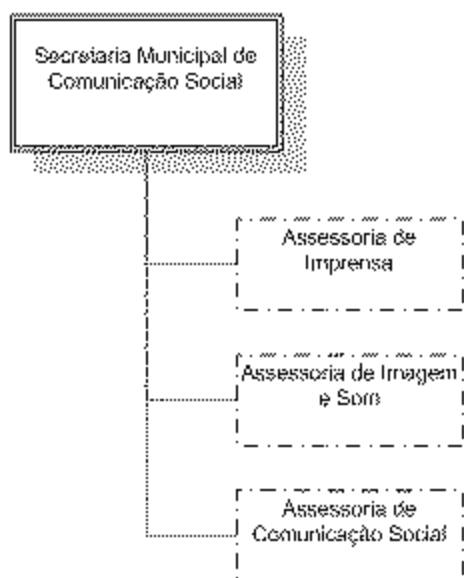 Secretaria Municipal de
Comunicação Social
Assessoria de
Imprensa
Assessoria de Imagem
e Som
Assessoria de
Comunicação Social